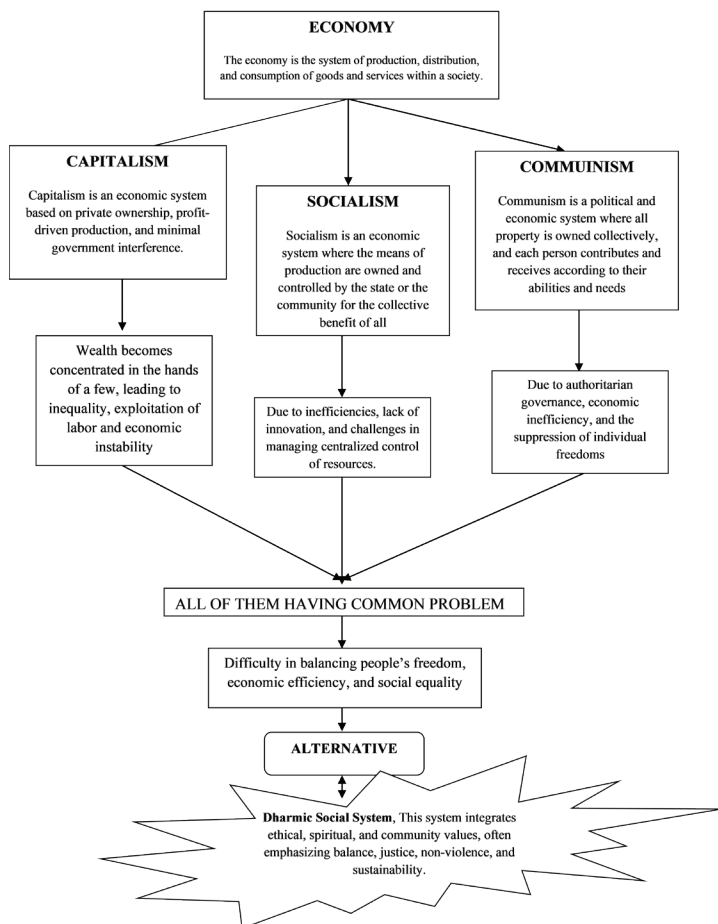 ECONOMY
The economy is the system of production, distribution,
and consumption of goods and services within a society.
CAPITALISM
Capitalism is an economic system
based on private ownership, profit-
driven production, and minimal
government interference.
SOCIALISM
Socialism is an economic
system where the means of
production are owned and
controlled by the state or the
community for the collective
benefit of all
COMMUINISM
Communism is a political and
economic system where all
property is owned collectively,
and each person contributes and
receives according to their
abilities and needs
Wealth becomes
concentrated in the hands
of a few, leading to
inequality, exploitation of
labor and economic
instability
Due to inefficiencies, lack of
innovation, and challenges in
managing centralized control
of resources.
Due to authoritarian
governance, economic
inefficiency, and the
suppression of individual
freedoms
ALL OF THEM HAVING COMMON PROBLEM
Difficulty in balancing people’s freedom,
economic efficiency, and social equality
ALTERNATIVE
Dharmic Social System, This system integrates
ethical, spiritual, and community values, often
emphasizing balance, justice, non-violence, and
sustainability.